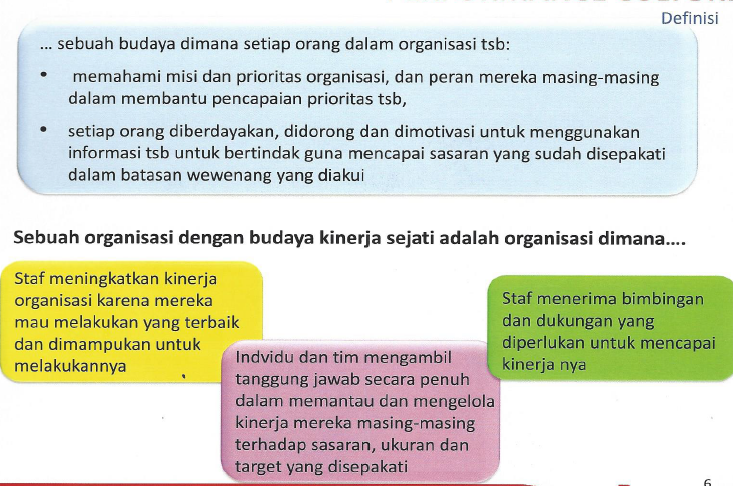 Definisi
... sebuah budaya dimana setiap orang dalam organisasi tsb:
• memahami misi dan prioritas organisasi, dan peran mereka masing-masing
dalam membantu pencapaian prioritas tsb,
• setiap orang diberdayakan, didorong dan dimotivasi untuk menggunakan
informasi tsb untuk bertindak guna mencapai sasaran yang sudah disepakati
dalam batasan wewenang yang diakui
Sebuah organisasi dengan budaya kinerja sejati adalah organisasi dimana....
Staf meningkatkan kinerja
organisasi karena mereka
mau melakukan yang terbaik
dan dimampukan untuk
melakukannya
Indvidu dan tim mengambil
tanggung jawab secara penuh
dalam memantau dan mengelola
kinerja mereka masing-masing
terhadap sasaran, ukuran dan
target yang disepakati
Staf menerima bimbingan
dan dukungan yang
diperlukan untuk mencapai
kinerja nya
6